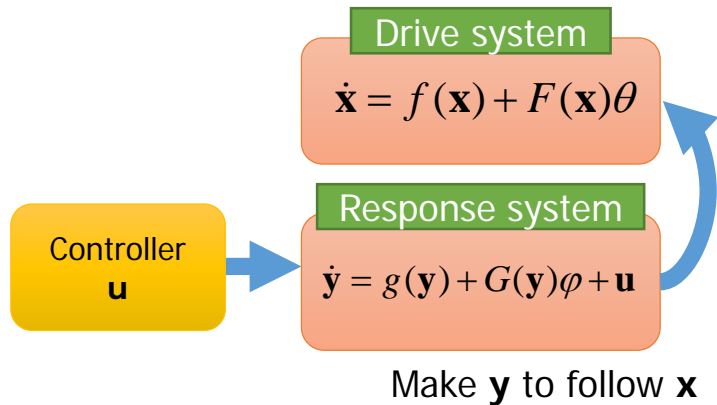 Drive system
ẋ = f(x) + F(x)θ
Response system
Controller
u
ẏ = g(y) + G(y)φ + u
Make y to follow x